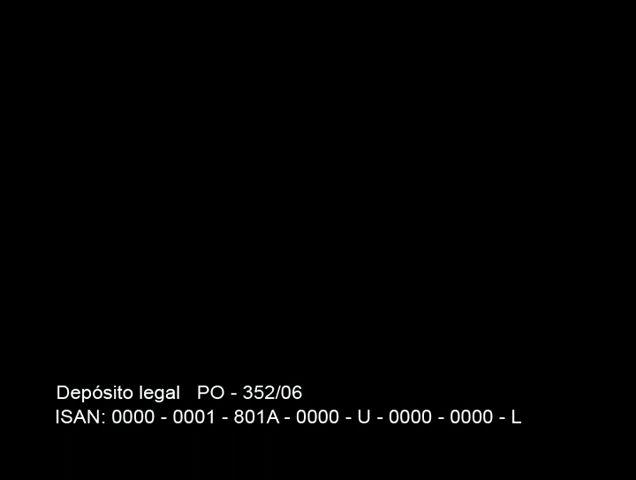 Depósito legal PO - 352/06
ISAN: 0000 - 0001 - 801A - 0000 - U - 0000 - 0000 - L